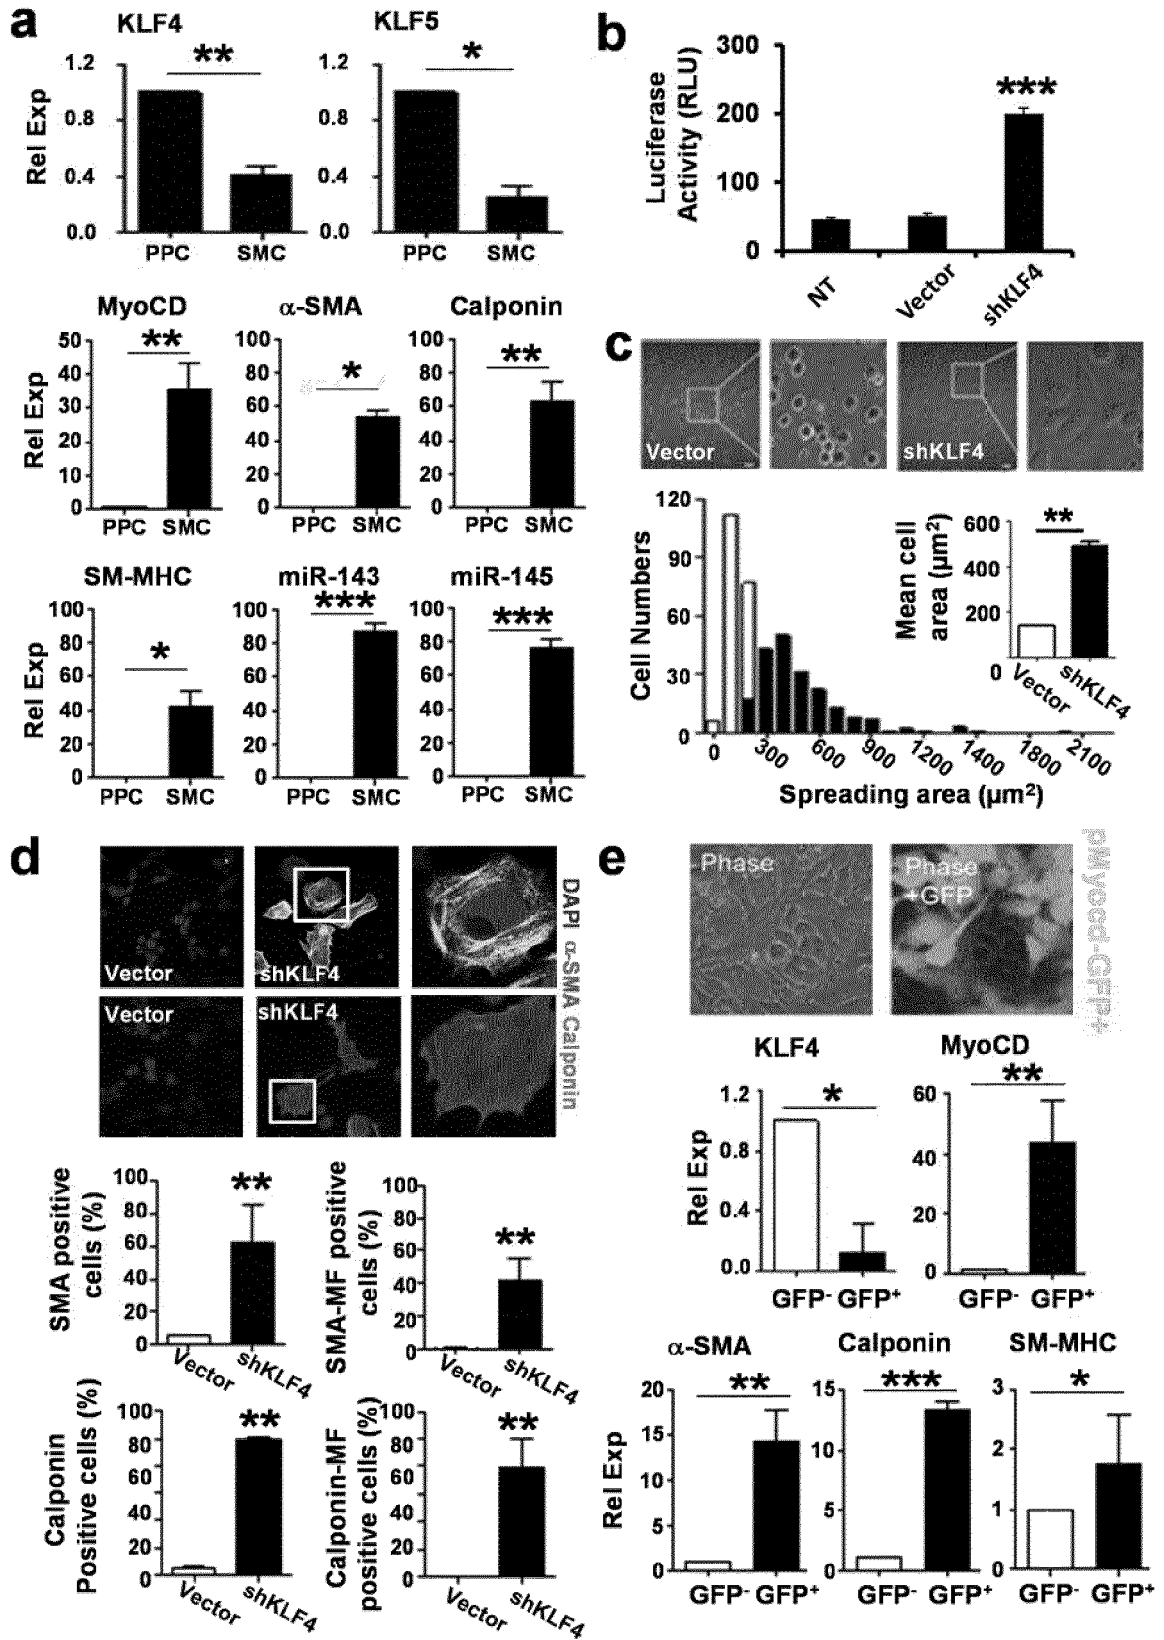 a
KLF4
KLF5
**
*
1.2
0.8
0.4
0.0
Rel Exp
PPC
SMC
1.2
0.8
0.4
0.0
PPC
SMC
b
300
200
100
0
Luciferase
Activity (RLU)
***
NT
Vector
shKLF4
MyoCD
α-SMA
Calponin
**
*
**
Rel Exp
50
40
30
20
10
0
PPC
SMC
100
80
60
40
20
0
PPC
SMC
100
80
60
40
20
0
PPC
SMC
SM-MHC
miR-143
miR-145
*
***
***
Rel Exp
100
80
60
40
20
0
PPC
SMC
100
80
60
40
20
0
PPC
SMC
100
80
60
40
20
0
PPC
SMC
c
Vector
shKLF4
120
90
60
30
0
Cell Numbers
0
300
600
900
1200
1400
1800
2100
Spreading area (µm²)
Mean cell
area (µm²)
600
400
200
0
**
Vector
shKLF4
d
Vector
shKLF4
Vector
shKLF4
DAPI α-SMA Calponin
SMA positive
cells (%)
100
80
60
40
20
0
**
Vector
shKLF4
SMA-MF positive
cells (%)
100
80
60
40
20
0
**
Vector
shKLF4
Calponin
Positive cells (%)
100
80
60
40
20
0
**
Vector
shKLF4
Calponin-MF
positive cells (%)
100
80
60
40
20
0
**
Vector
shKLF4
e
Phase
Phase
+GFP
pMyocd-GFP+
KLF4
MyoCD
*
**
Rel Exp
1.2
0.8
0.4
0.0
GFP⁻ GFP⁺
60
40
20
0
GFP⁻ GFP⁺
α-SMA
Calponin
SM-MHC
**
***
*
Rel Exp
20
15
10
5
0
GFP⁻ GFP⁺
15
10
5
0
GFP⁻ GFP⁺
3
2
1
0
GFP⁻ GFP⁺